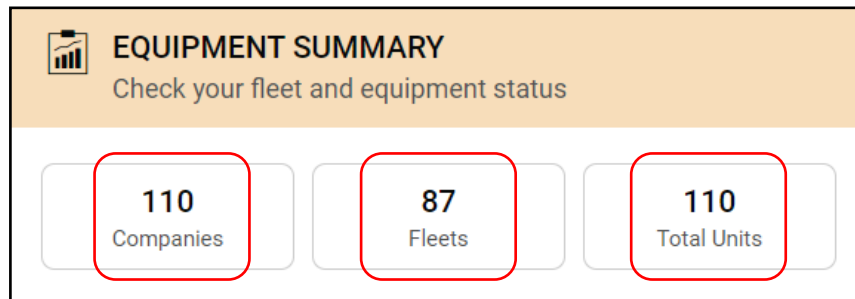 EQUIPMENT SUMMARY
Check your fleet and equipment status
110
Companies
87
Fleets
110
Total Units